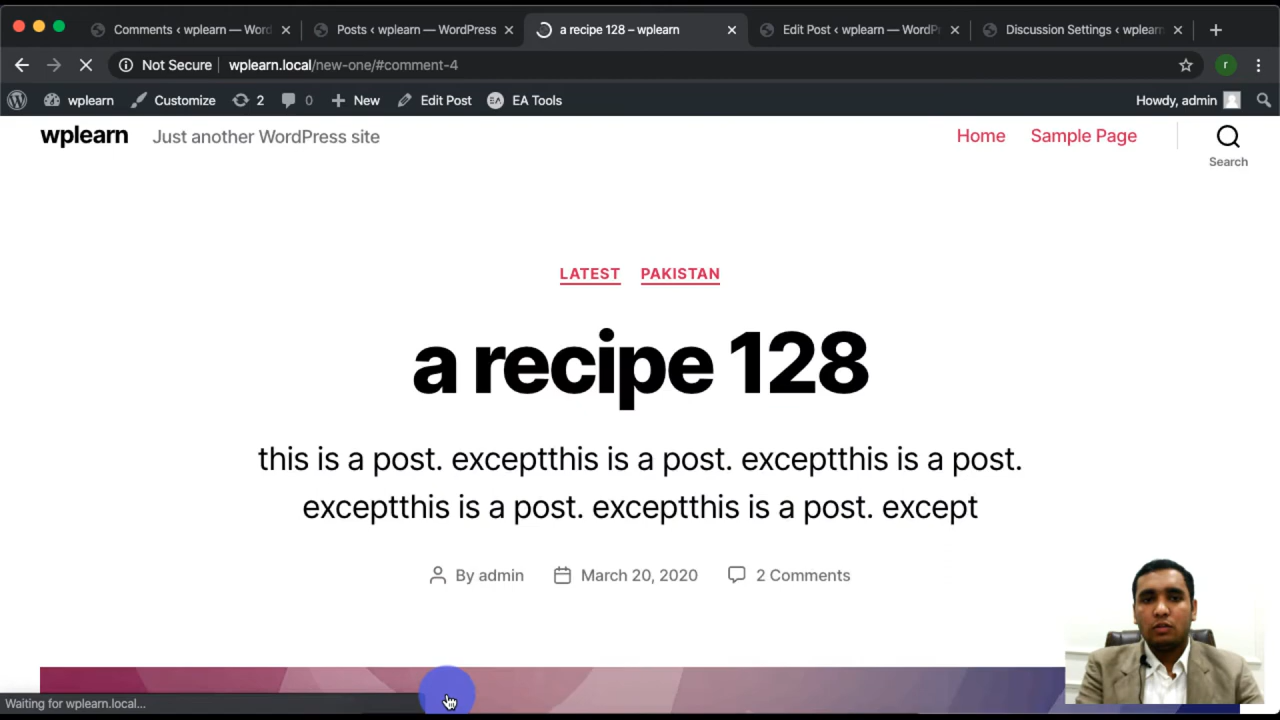 Comments ‹ wplearn — Word
Posts ‹ wplearn — WordPress
a recipe 128 – wplearn
Edit Post ‹ wplearn — WordP
Discussion Settings ‹ wplearn
Not Secure
wplearn.local/new-one/#comment-4
r
wplearn
Customize
2
0
New
Edit Post
EA Tools
Howdy, admin
wplearn
Just another WordPress site
Home
Sample Page
Search
LATEST
PAKISTAN
a recipe 128
this is a post. exceptthis is a post. exceptthis is a post.
exceptthis is a post. exceptthis is a post. except
By admin
March 20, 2020
2 Comments
Waiting for wplearn.local...